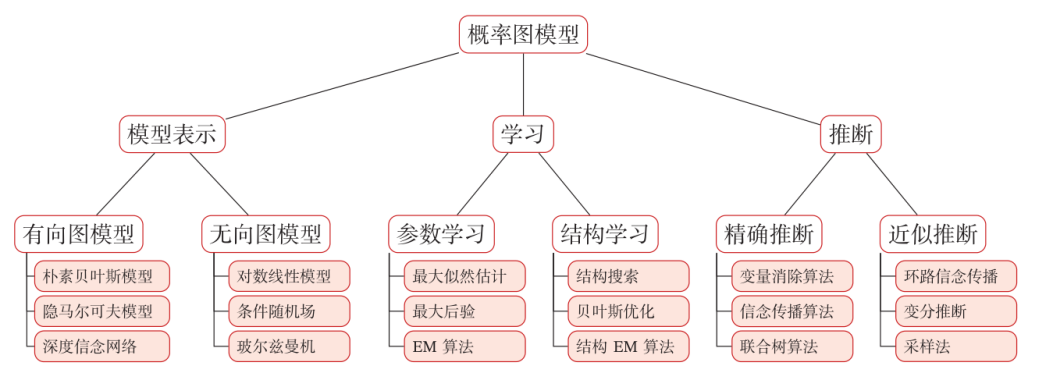 概率图模型
模型表示
学习
推断
有向图模型
无向图模型
参数学习
结构学习
精确推断
近似推断
朴素贝叶斯模型
对数线性模型
最大似然估计
结构搜索
变量消除算法
环路信念传播
隐马尔可夫模型
条件随机场
最大后验
贝叶斯优化
信念传播算法
变分推断
深度信念网络
玻尔兹曼机
EM 算法
结构 EM 算法
联合树算法
采样法